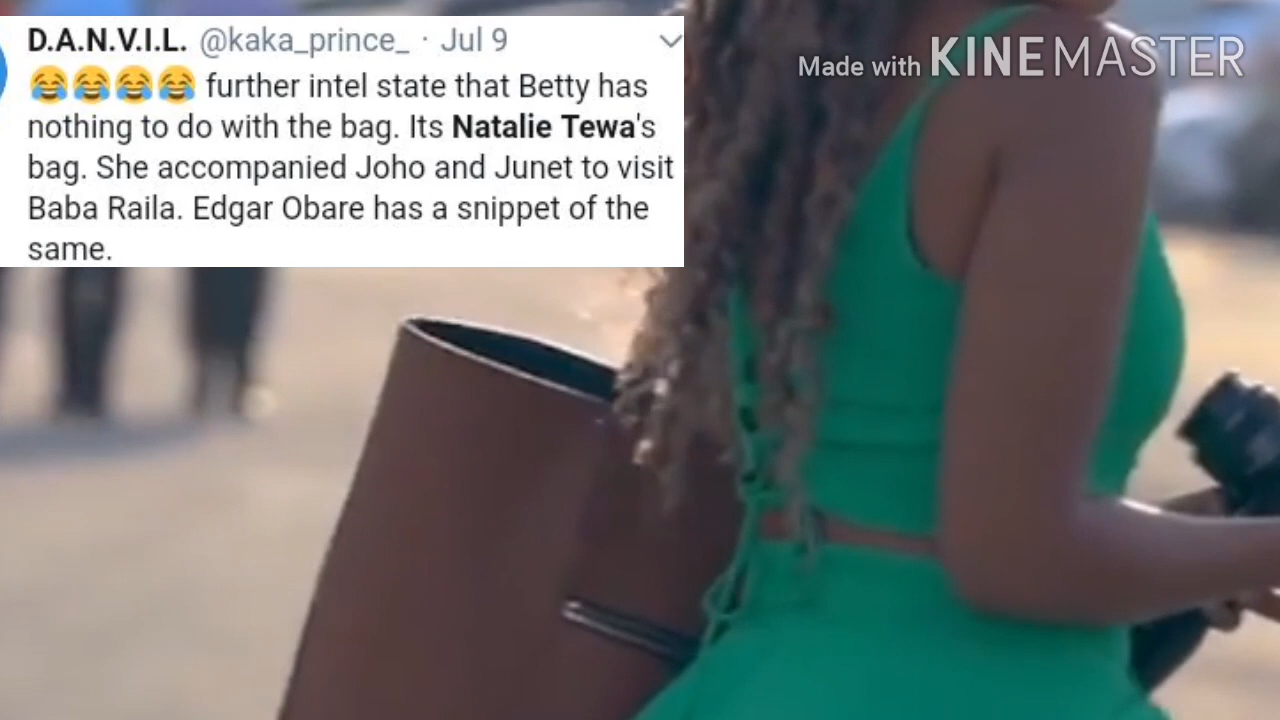 D.A.N.V.I.L. @kaka_prince_ · Jul 9
😂😂😂😂 further intel state that Betty has
nothing to do with the bag. Its Natalie Tewa's
bag. She accompanied Joho and Junet to visit
Baba Raila. Edgar Obare has a snippet of the
same.
Made with KINEMASTER